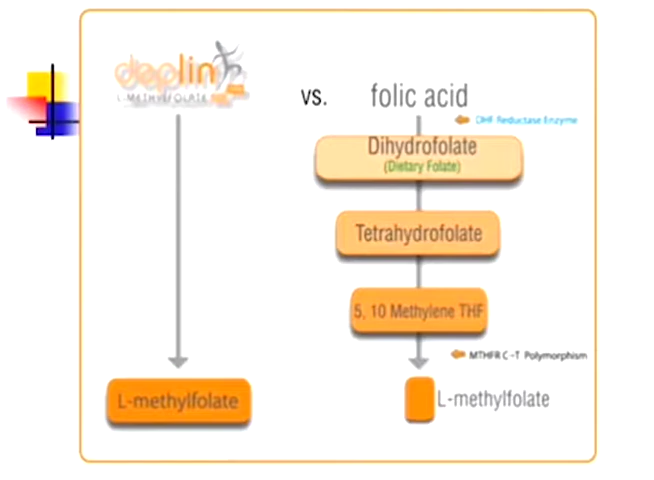 deplin
L-METHYLFOLATE
vs.
folic acid
DHF Reductase Enzyme
Dihydrofolate
(Dietary Folate)
Tetrahydrofolate
5, 10 Methylene THF
MTHFR C-T Polymorphism
L-methylfolate
L-methylfolate